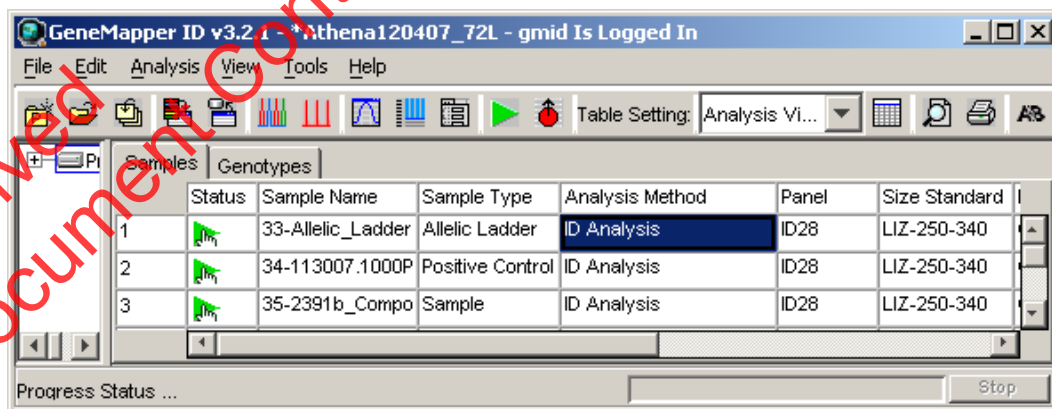 GeneMapper ID v3.2.1 - *Athena120407_72L - gmid Is Logged In
File Edit Analysis View Tools Help
Table Setting: Analysis Vi...
Samples Genotypes
Status Sample Name Sample Type Analysis Method Panel Size Standard
1 33-Allelic_Ladder Allelic Ladder ID Analysis ID28 LIZ-250-340
2 34-113007.1000P Positive Control ID Analysis ID28 LIZ-250-340
3 35-2391b_Compo Sample ID Analysis ID28 LIZ-250-340
Progress Status ... Stop